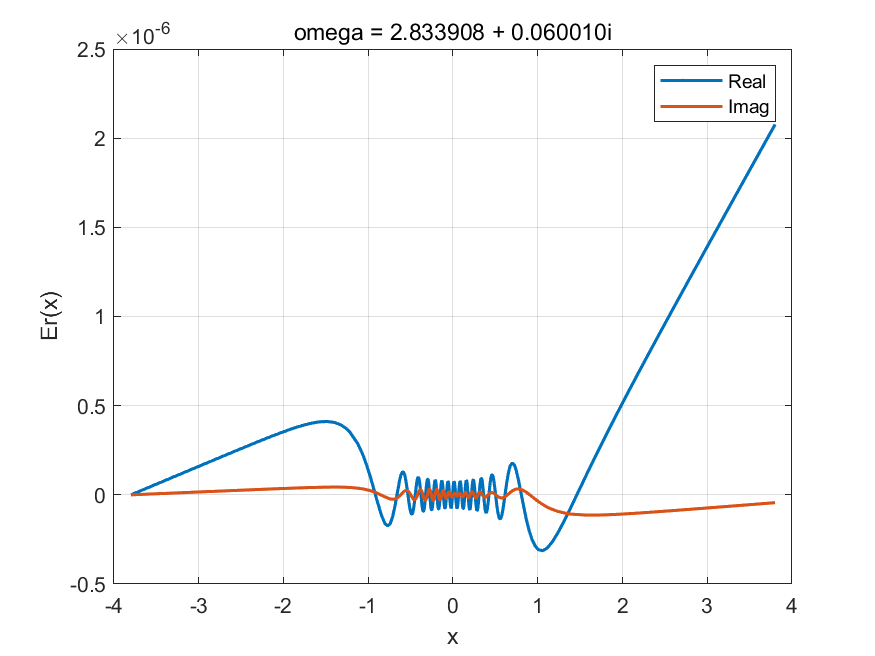 omega = 2.833908 + 0.060010i
×10⁻⁶
2.5
2
1.5
1
0.5
0
-0.5
Er(x)
Real
Imag
-4 -3 -2 -1 0 1 2 3 4
x